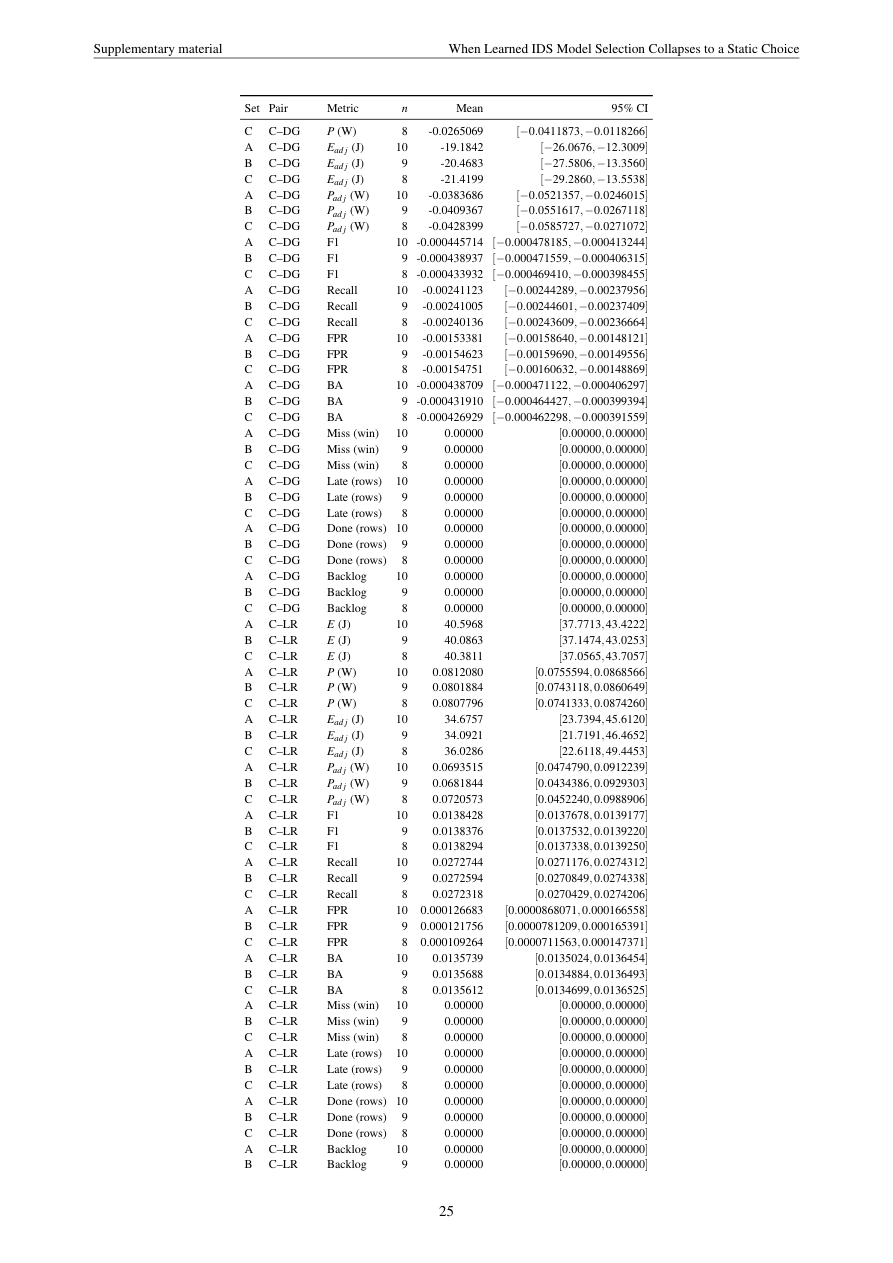 Supplementary material When Learned IDS Model Selection Collapses to a Static Choice
Set Pair Metric n Mean 95% CI
C C–DG P (W) 8 -0.0265069 [−0.0411873,−0.0118266]
A C–DG Eadj (J) 10 -19.1842 [−26.0676,−12.3009]
B C–DG Eadj (J) 9 -20.4683 [−27.5806,−13.3560]
C C–DG Eadj (J) 8 -21.4199 [−29.2860,−13.5538]
A C–DG Padj (W) 10 -0.0383686 [−0.0521357,−0.0246015]
B C–DG Padj (W) 9 -0.0409367 [−0.0551617,−0.0267118]
C C–DG Padj (W) 8 -0.0428399 [−0.0585727,−0.0271072]
A C–DG F1 10 -0.000445714 [−0.000478185,−0.000413244]
B C–DG F1 9 -0.000438937 [−0.000471559,−0.000406315]
C C–DG F1 8 -0.000433932 [−0.000469410,−0.000398455]
A C–DG Recall 10 -0.00241123 [−0.00244289,−0.00237956]
B C–DG Recall 9 -0.00241005 [−0.00244601,−0.00237409]
C C–DG Recall 8 -0.00240136 [−0.00243609,−0.00236664]
A C–DG FPR 10 -0.00153381 [−0.00158640,−0.00148121]
B C–DG FPR 9 -0.00154623 [−0.00159690,−0.00149556]
C C–DG FPR 8 -0.00154751 [−0.00160632,−0.00148869]
A C–DG BA 10 -0.000438709 [−0.000471122,−0.000406297]
B C–DG BA 9 -0.000431910 [−0.000464427,−0.000399394]
C C–DG BA 8 -0.000426929 [−0.000462298,−0.000391559]
A C–DG Miss (win) 10 0.00000 [0.00000,0.00000]
B C–DG Miss (win) 9 0.00000 [0.00000,0.00000]
C C–DG Miss (win) 8 0.00000 [0.00000,0.00000]
A C–DG Late (rows) 10 0.00000 [0.00000,0.00000]
B C–DG Late (rows) 9 0.00000 [0.00000,0.00000]
C C–DG Late (rows) 8 0.00000 [0.00000,0.00000]
A C–DG Done (rows) 10 0.00000 [0.00000,0.00000]
B C–DG Done (rows) 9 0.00000 [0.00000,0.00000]
C C–DG Done (rows) 8 0.00000 [0.00000,0.00000]
A C–DG Backlog 10 0.00000 [0.00000,0.00000]
B C–DG Backlog 9 0.00000 [0.00000,0.00000]
C C–DG Backlog 8 0.00000 [0.00000,0.00000]
A C–LR E (J) 10 40.5968 [37.7713,43.4222]
B C–LR E (J) 9 40.0863 [37.1474,43.0253]
C C–LR E (J) 8 40.3811 [37.0565,43.7057]
A C–LR P (W) 10 0.0812080 [0.0755594,0.0868566]
B C–LR P (W) 9 0.0801884 [0.0743118,0.0860649]
C C–LR P (W) 8 0.0807796 [0.0741333,0.0874260]
A C–LR Eadj (J) 10 34.6757 [23.7394,45.6120]
B C–LR Eadj (J) 9 34.0921 [21.7191,46.4652]
C C–LR Eadj (J) 8 36.0286 [22.6118,49.4453]
A C–LR Padj (W) 10 0.0693515 [0.0474790,0.0912239]
B C–LR Padj (W) 9 0.0681844 [0.0434386,0.0929303]
C C–LR Padj (W) 8 0.0720573 [0.0452240,0.0988906]
A C–LR F1 10 0.0138428 [0.0137678,0.0139177]
B C–LR F1 9 0.0138376 [0.0137532,0.0139220]
C C–LR F1 8 0.0138294 [0.0137338,0.0139250]
A C–LR Recall 10 0.0272744 [0.0271176,0.0274312]
B C–LR Recall 9 0.0272594 [0.0270849,0.0274338]
C C–LR Recall 8 0.0272318 [0.0270429,0.0274206]
A C–LR FPR 10 0.000126683 [0.0000868071,0.000166558]
B C–LR FPR 9 0.000121756 [0.0000781209,0.000165391]
C C–LR FPR 8 0.000109264 [0.0000711563,0.000147371]
A C–LR BA 10 0.0135739 [0.0135024,0.0136454]
B C–LR BA 9 0.0135688 [0.0134884,0.0136493]
C C–LR BA 8 0.0135612 [0.0134699,0.0136525]
A C–LR Miss (win) 10 0.00000 [0.00000,0.00000]
B C–LR Miss (win) 9 0.00000 [0.00000,0.00000]
C C–LR Miss (win) 8 0.00000 [0.00000,0.00000]
A C–LR Late (rows) 10 0.00000 [0.00000,0.00000]
B C–LR Late (rows) 9 0.00000 [0.00000,0.00000]
C C–LR Late (rows) 8 0.00000 [0.00000,0.00000]
A C–LR Done (rows) 10 0.00000 [0.00000,0.00000]
B C–LR Done (rows) 9 0.00000 [0.00000,0.00000]
C C–LR Done (rows) 8 0.00000 [0.00000,0.00000]
A C–LR Backlog 10 0.00000 [0.00000,0.00000]
B C–LR Backlog 9 0.00000 [0.00000,0.00000]
25